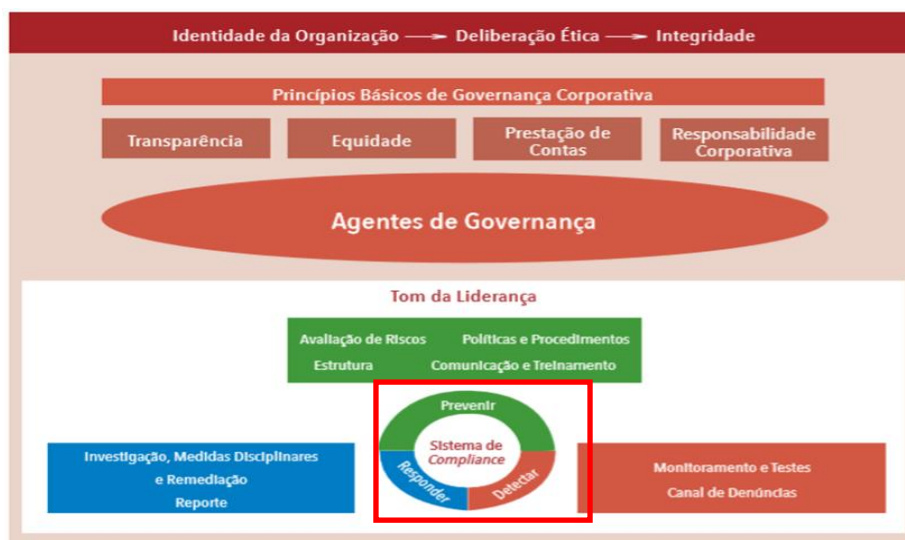 Identidade da Organização → Deliberação Ética → Integridade
Princípios Básicos de Governança Corporativa
Transparência
Equidade
Prestação de
Contas
Responsabilidade
Corporativa
Agentes de Governança
Tom da Liderança
Avaliação de Riscos Políticas e Procedimentos
Estrutura Comunicação e Treinamento
Prevenir
Sistema de
Compliance
Responder
Detectar
Investigação, Medidas Disciplinares
e Remediação
Reporte
Monitoramento e Testes
Canal de Denúncias